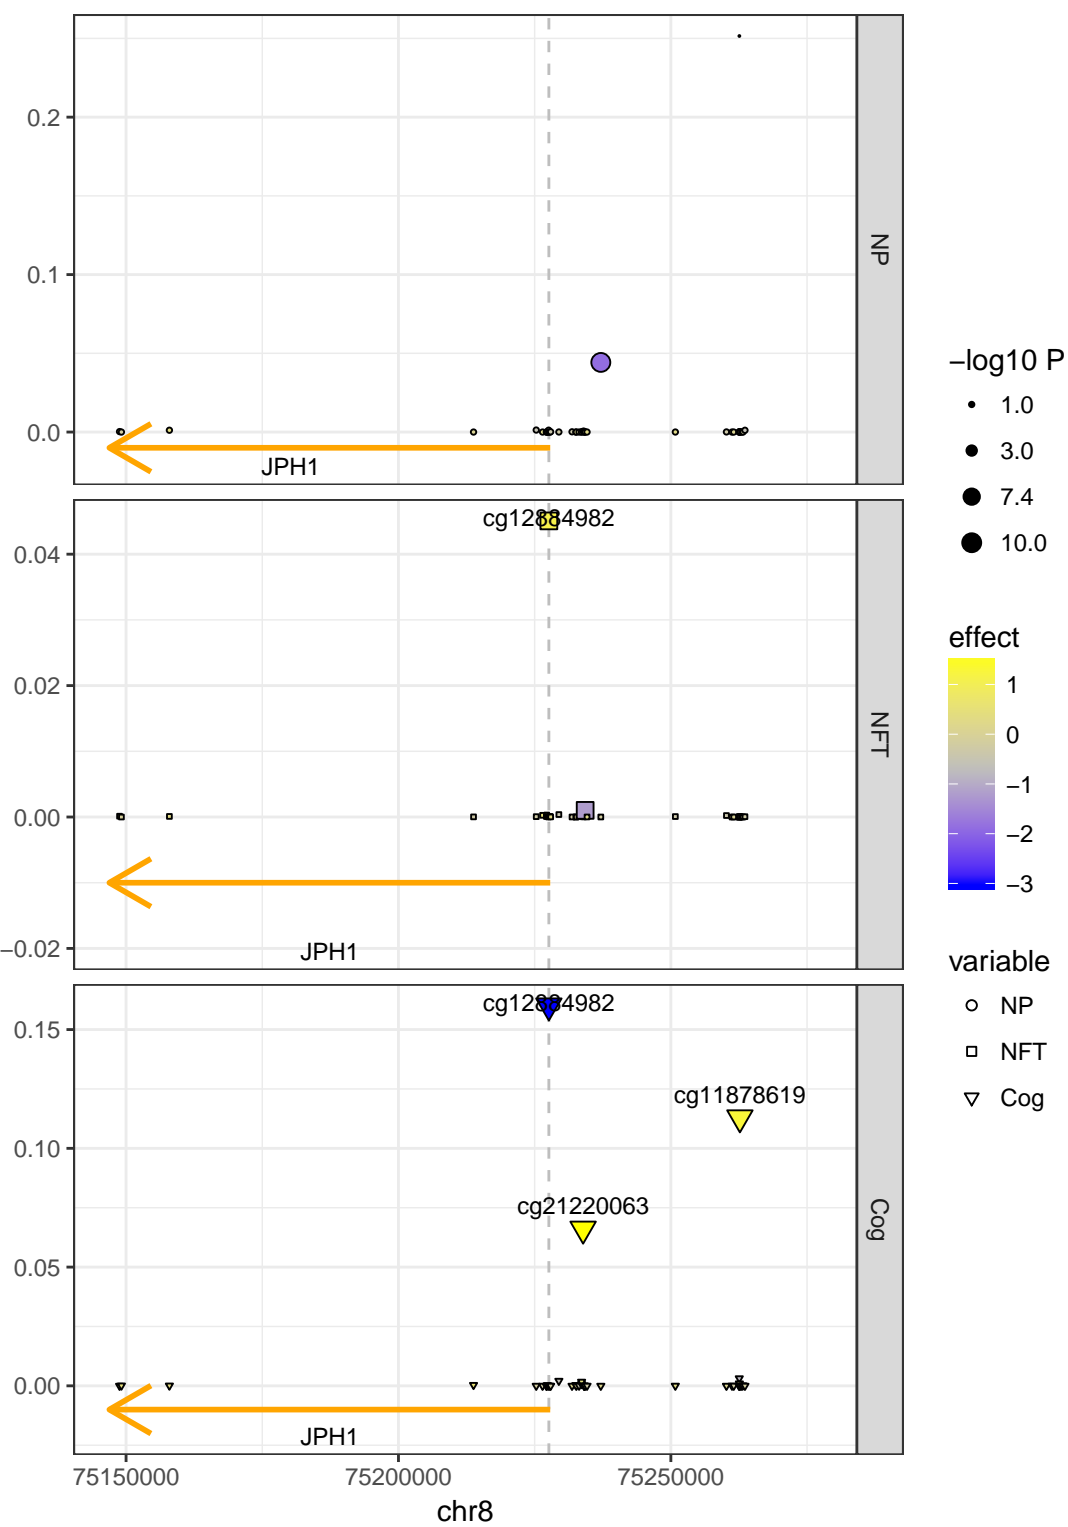 0.2
0.1
0.0
JPH1
NP
cg12884982
0.04
0.02
0.00
−0.02
JPH1
NFT
cg12884982
0.15
cg11878619
0.10
cg21220063
0.05
0.00
JPH1
Cog
75150000 75200000 75250000
chr8
−log10 P
1.0
3.0
7.4
10.0
effect
1
0
−1
−2
−3
variable
NP
NFT
Cog